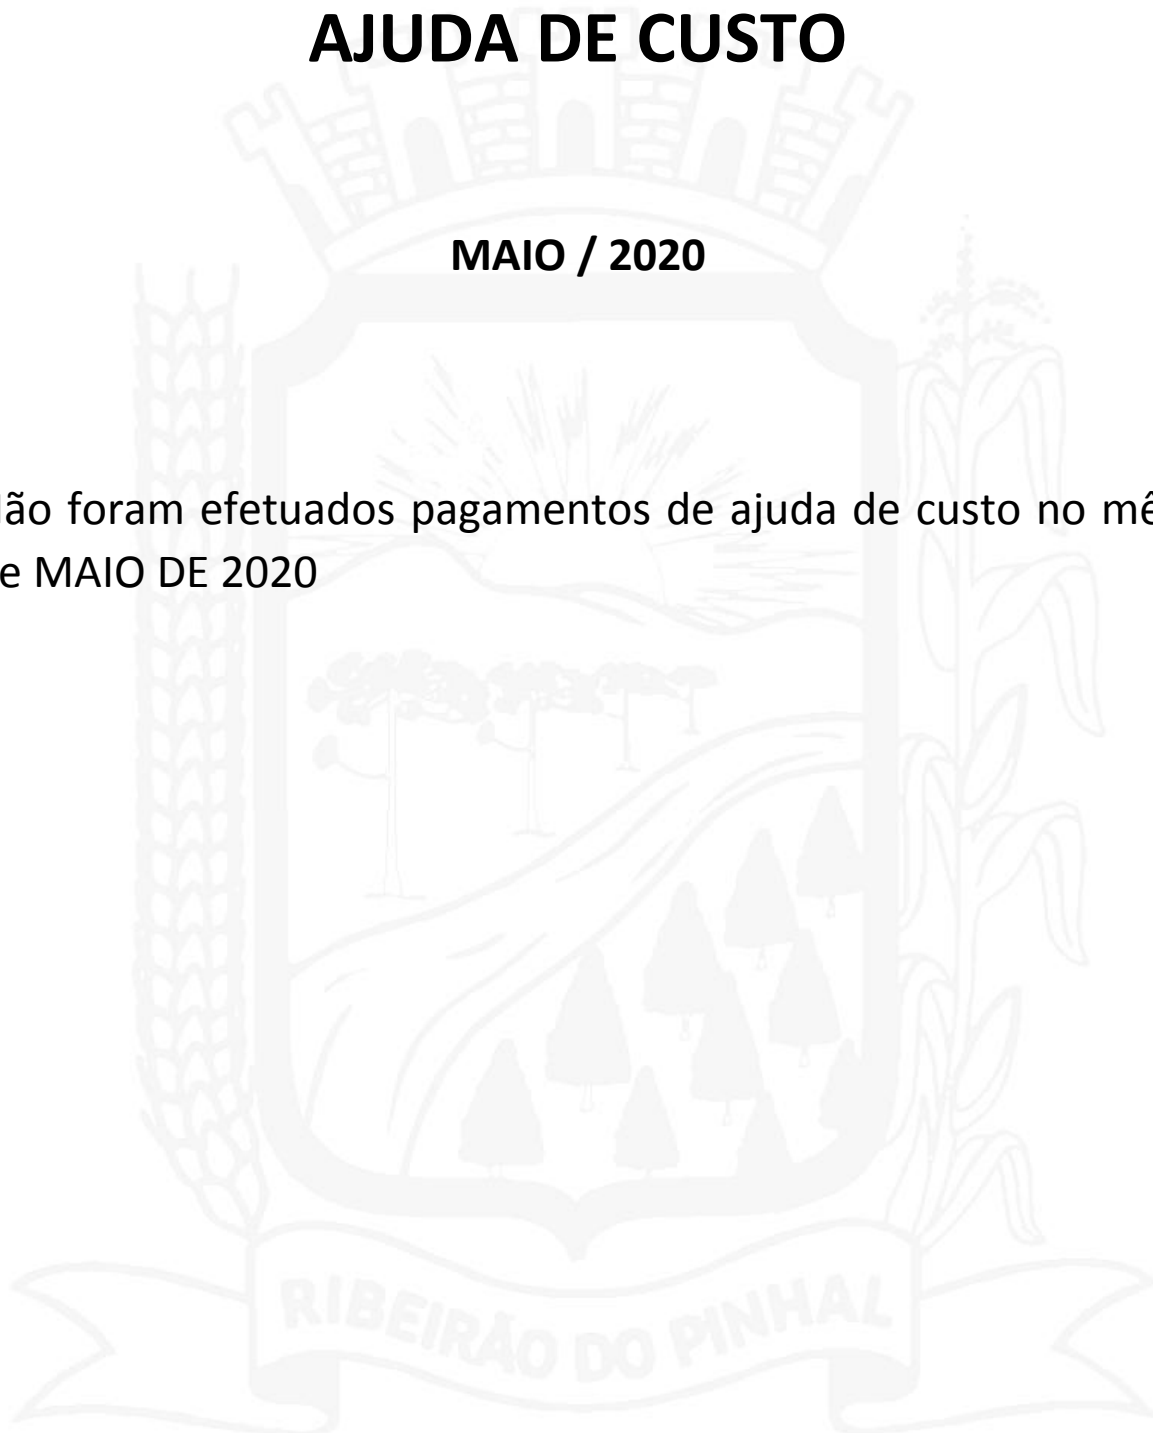 AJUDA DE CUSTO
MAIO / 2020
ão foram efetuados pagamentos de ajuda de custo no mê
e MAIO DE 2020
RIBEIRÃO DO PINHAL